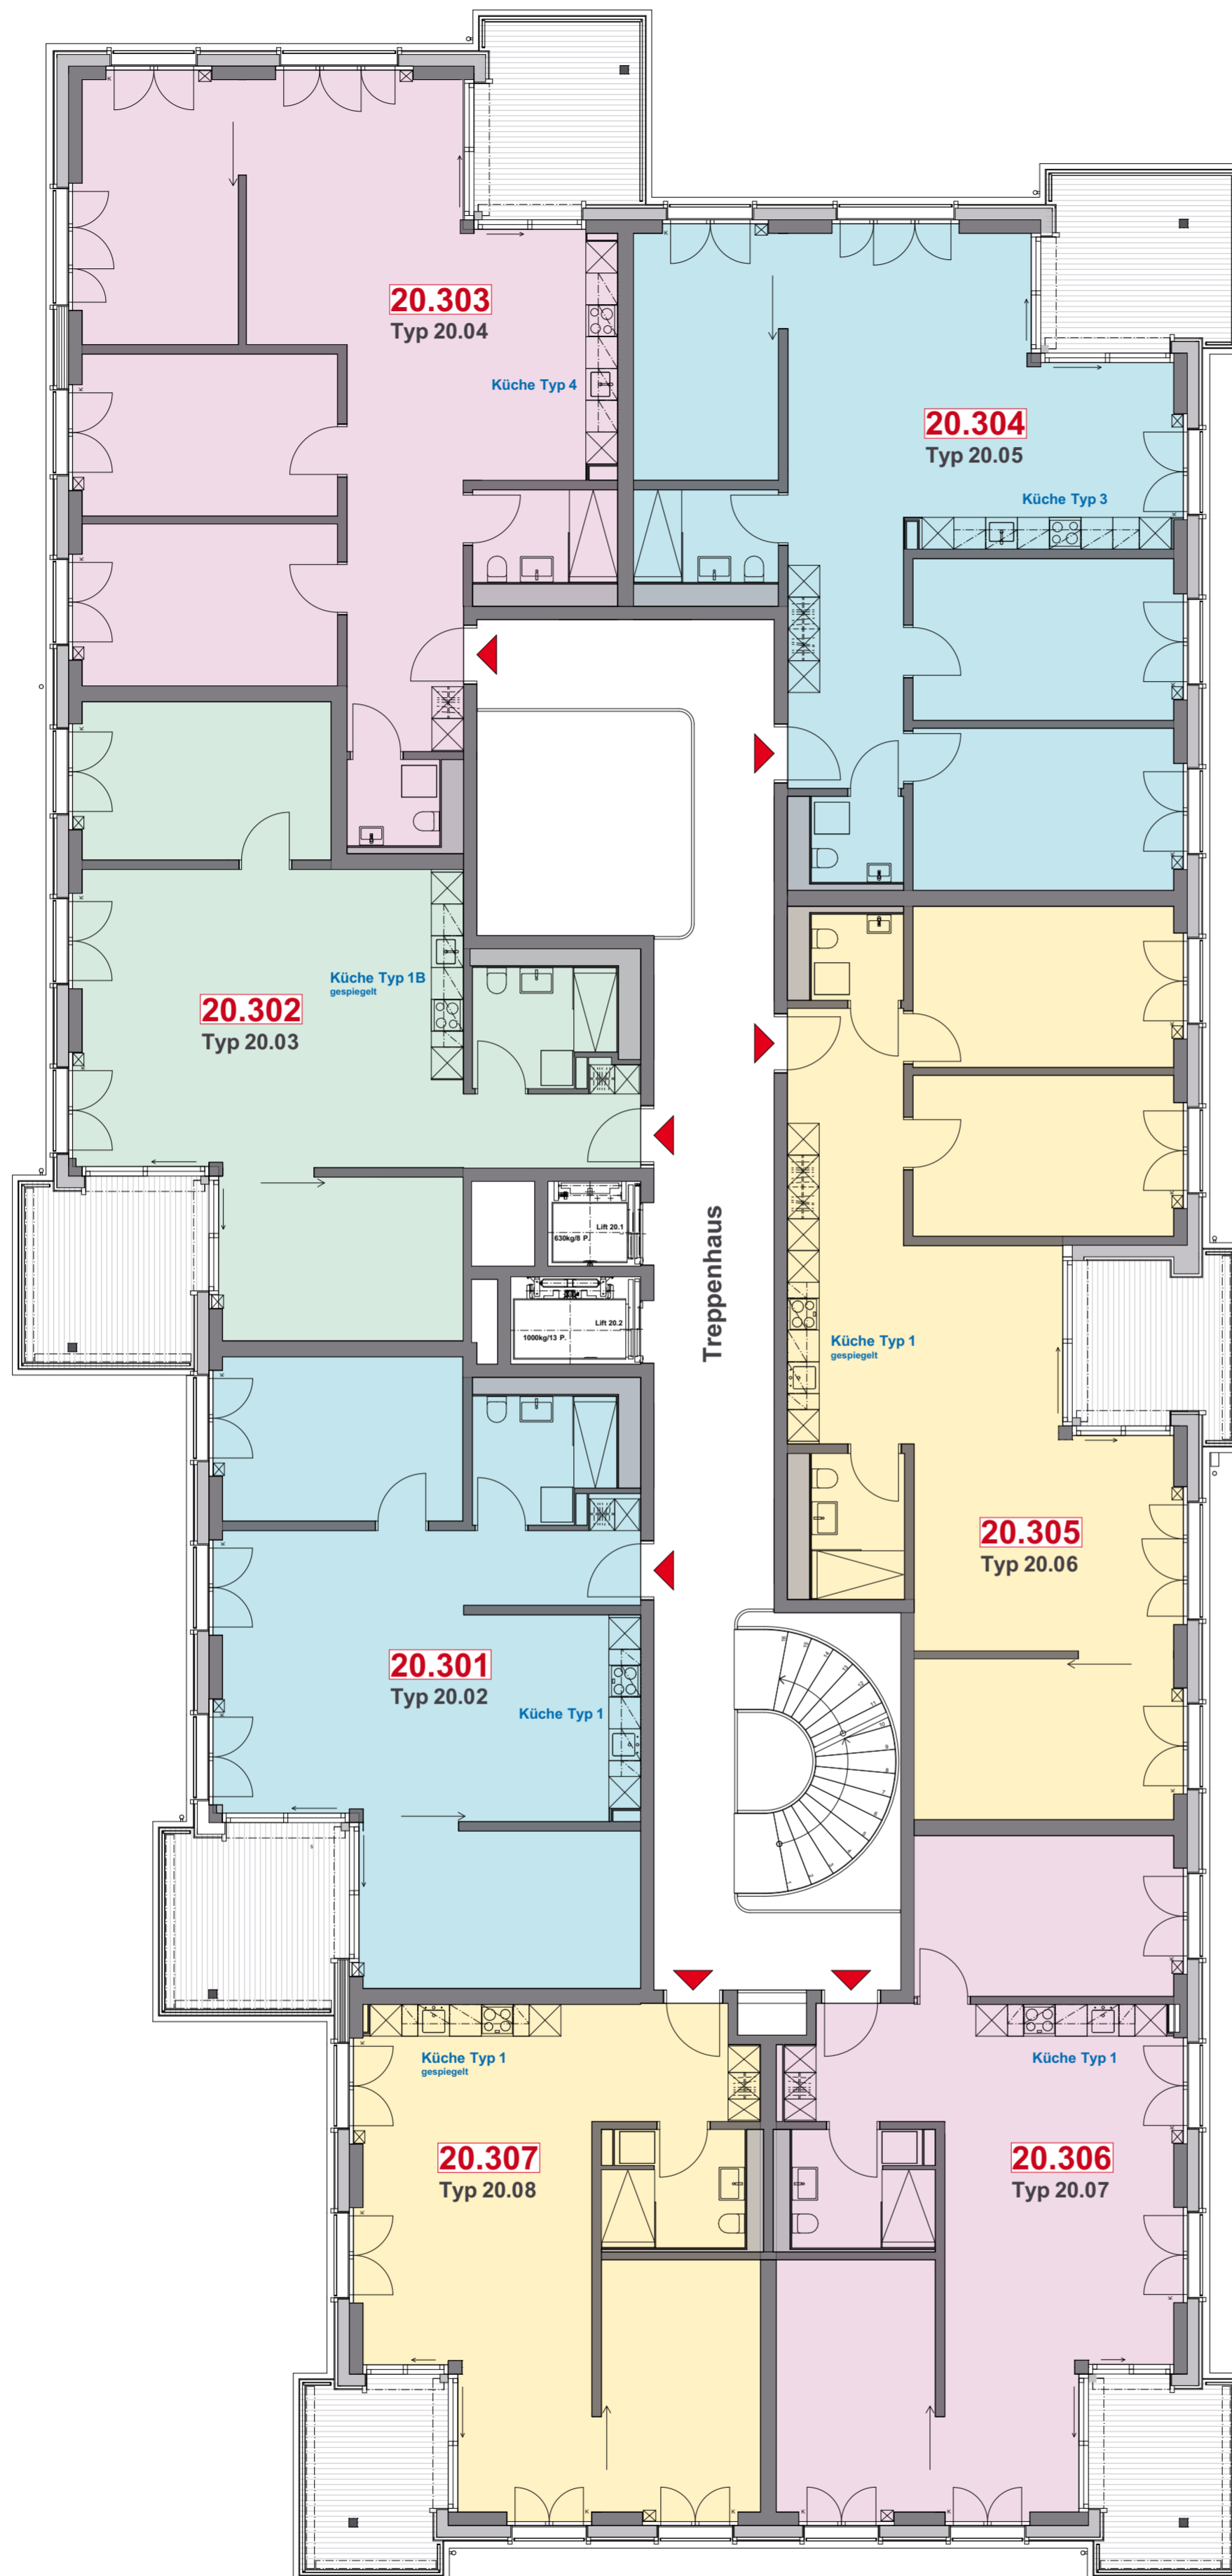 20.303
Typ 20.04
Küche Typ 4
20.304
Typ 20.05
Küche Typ 3
Küche Typ 1B
gespiegelt
20.302
Typ 20.03
Lift 20.1
630kg/8 P.
Lift 20.2
1000kg/13 P.
Treppenhaus
Küche Typ 1
gespiegelt
20.305
Typ 20.06
20.301
Typ 20.02
Küche Typ 1
Küche Typ 1
gespiegelt
Küche Typ 1
20.307
Typ 20.08
20.306
Typ 20.07